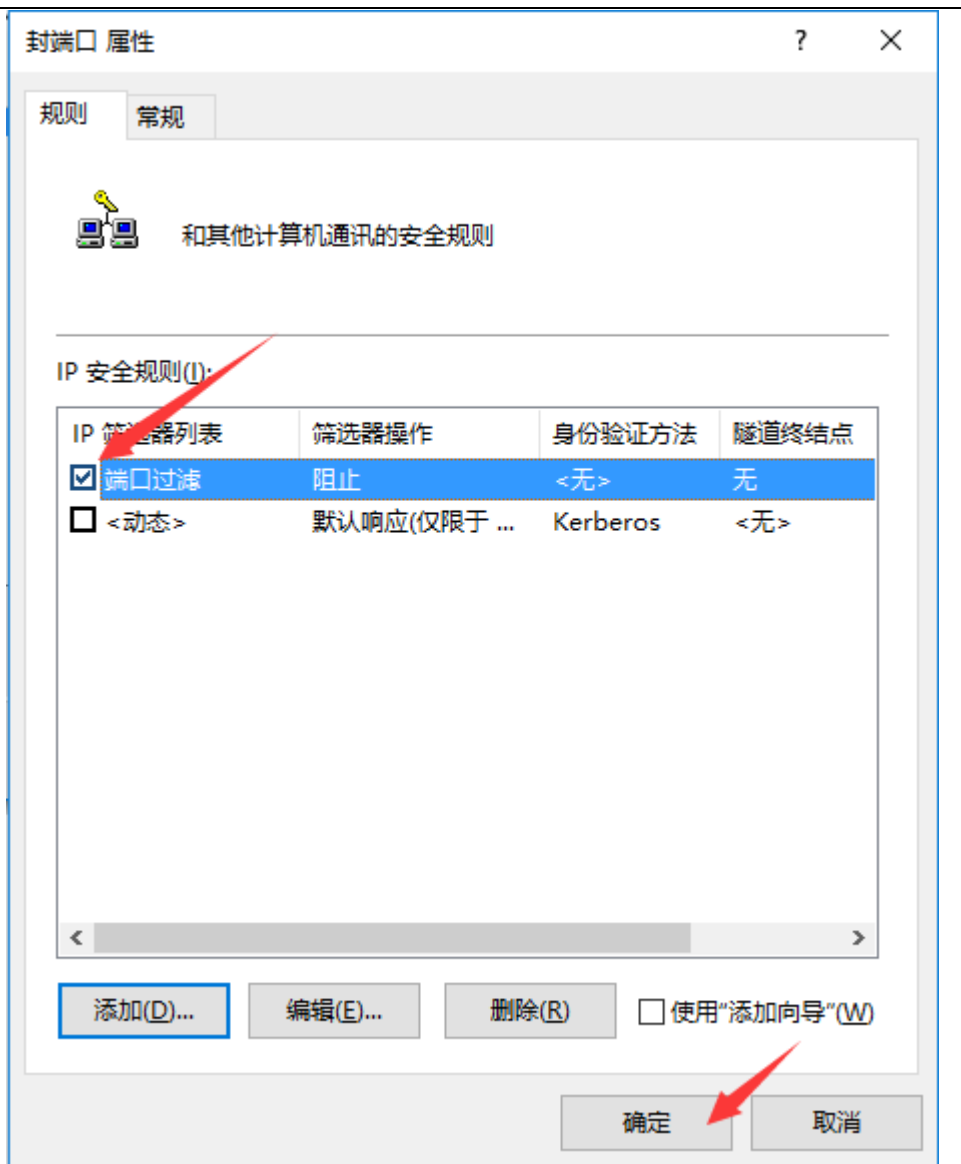 封端口 属性
规则 常规
和其他计算机通讯的安全规则
IP 安全规则(I):
IP 筛选器列表 筛选器操作 身份验证方法 隧道终结点
端口过滤 阻止 <无> 无
<动态> 默认响应(仅限于 ... Kerberos <无>
添加(D)... 编辑(E)... 删除(R) 使用“添加向导”(W)
确定 取消